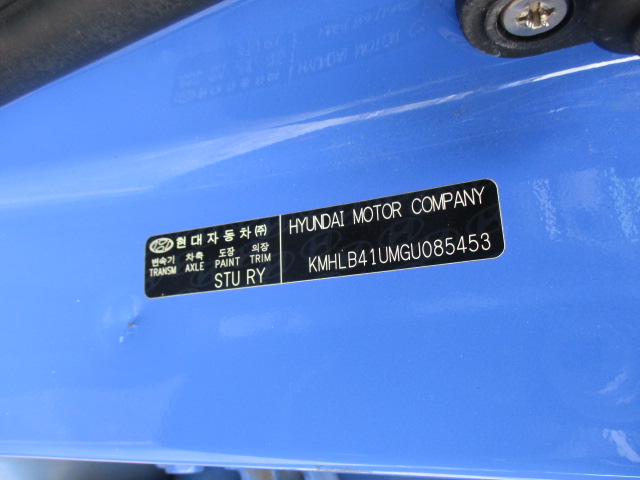 현대자동차(주)
변속기 차축 도장 의장
TRANSM AXLE PAINT TRIM
STU RY
HYUNDAI MOTOR COMPANY
KMHLB41UMGU085453